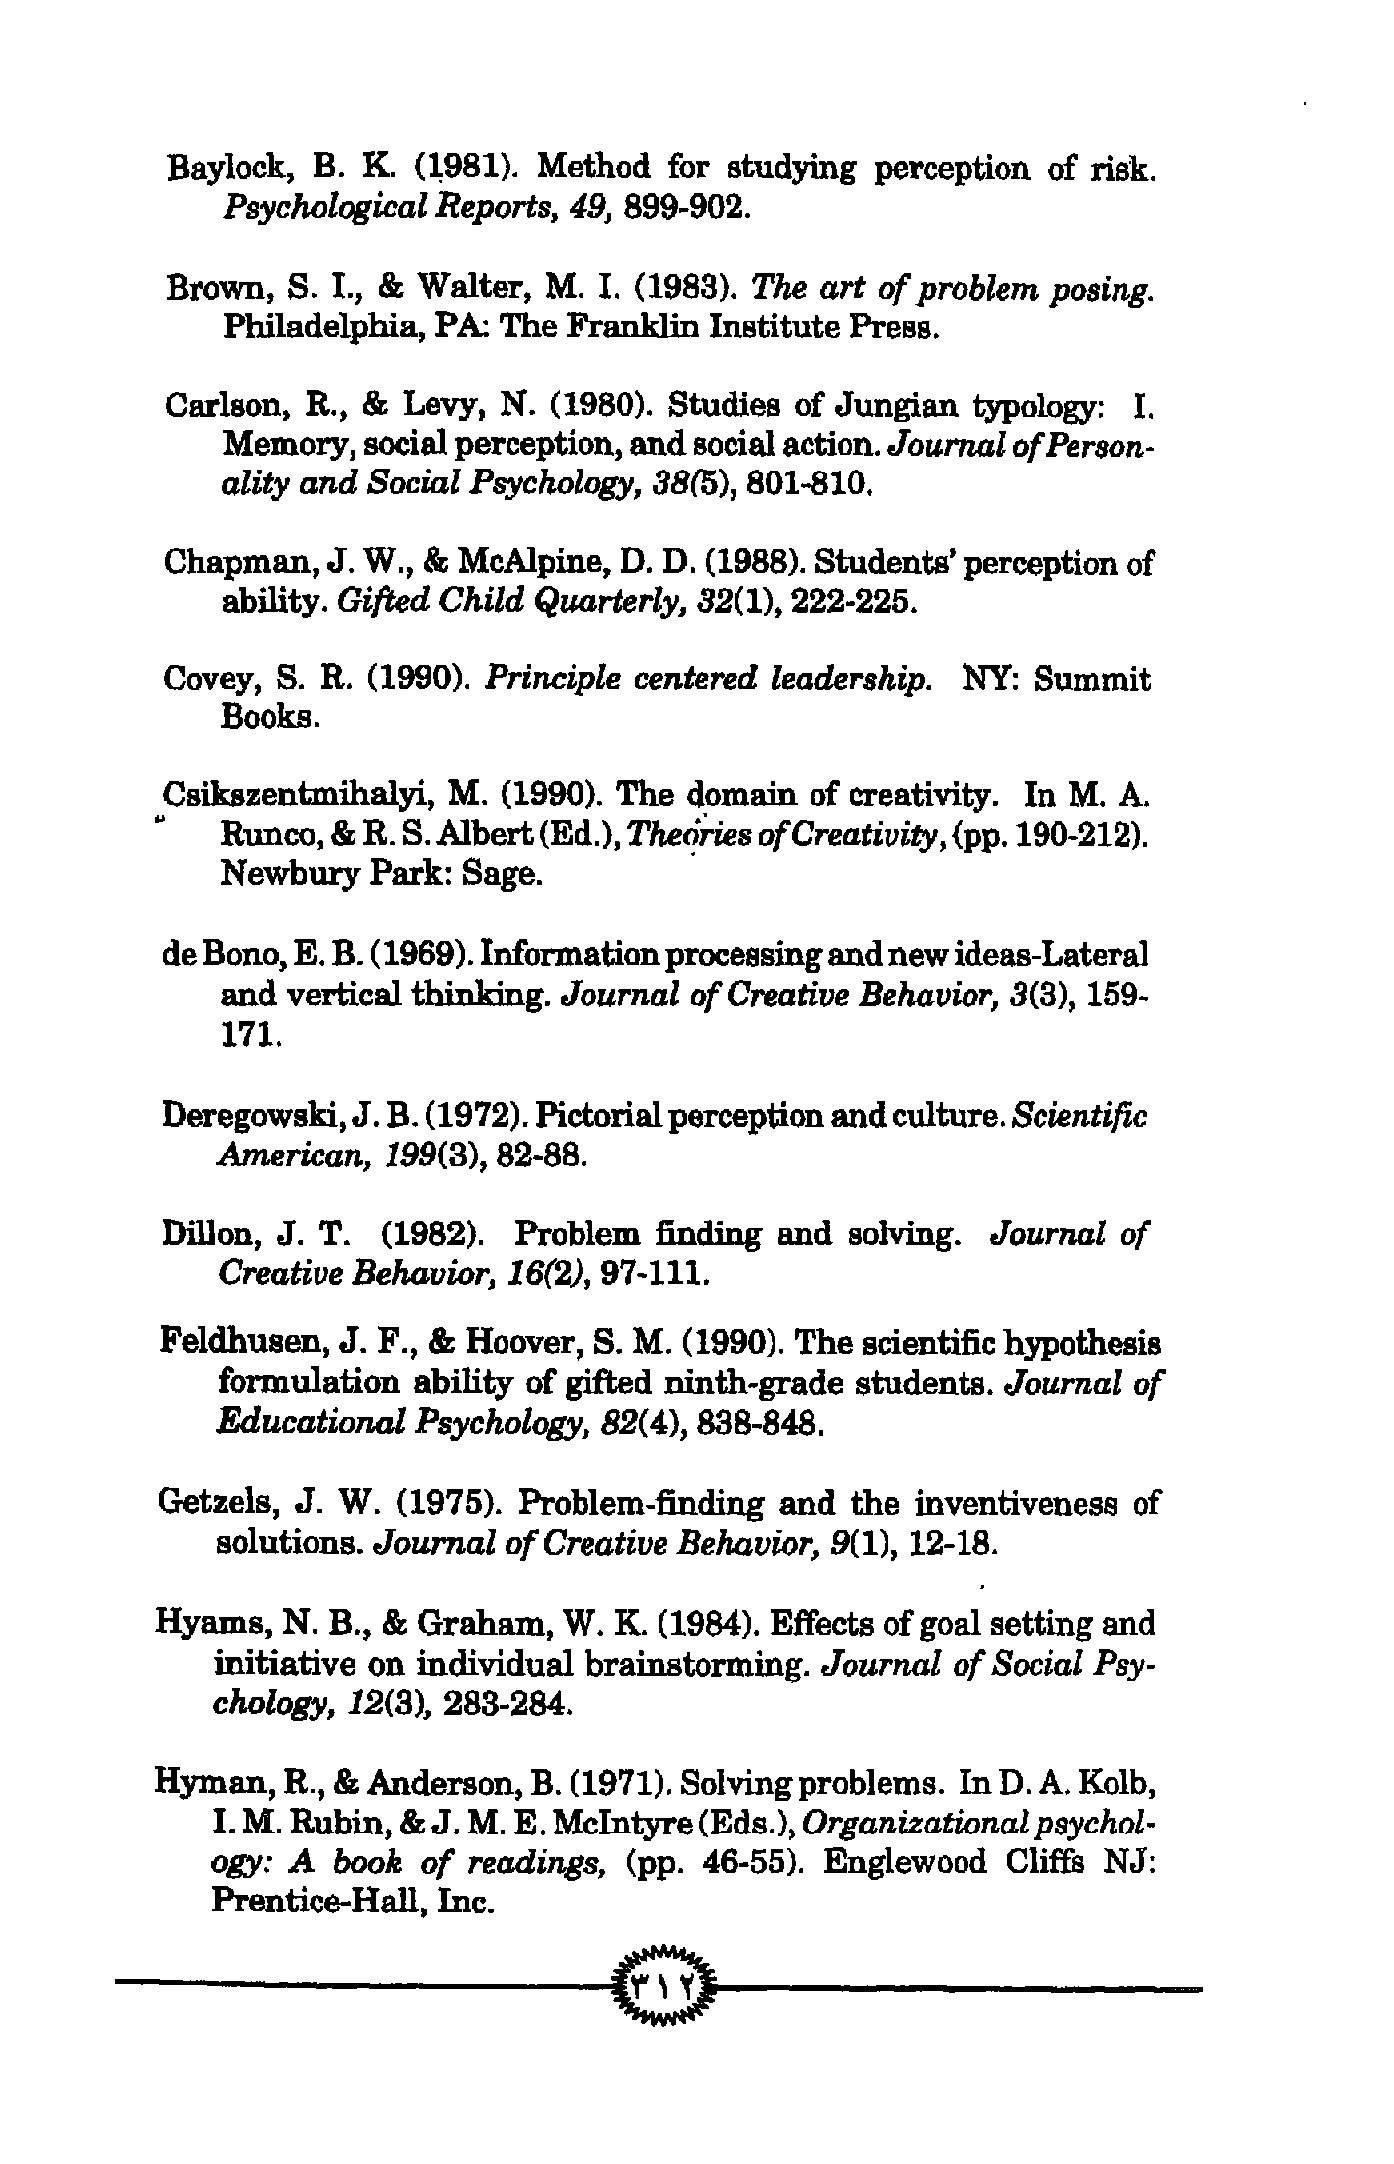 Baylock, B. K. (1981). Method for studying perception of risk.
Psychological Reports, 49, 899-902.
Brown, S. I., & Walter, M. I. (1983). The art of problem posing.
Philadelphia, PA: The Franklin Institute Press.
Carlson, R., & Levy, N. (1980). Studies of Jungian typology: I.
Memory, social perception, and social action. Journal of Person-
ality and Social Psychology, 38(5), 801-810.
Chapman, J. W., & McAlpine, D. D. (1988). Students' perception of
ability. Gifted Child Quarterly, 32(1), 222-225.
Covey, S. R. (1990). Principle centered leadership. NY: Summit
Books.
Csikszentmihalyi, M. (1990). The domain of creativity. In M. A.
Runco, & R. S. Albert (Ed.), Theories of Creativity, (pp. 190-212).
Newbury Park: Sage.
de Bono, E. B. (1969). Information processing and new ideas-Lateral
and vertical thinking. Journal of Creative Behavior, 3(3), 159-
171.
Deregowski, J. B. (1972). Pictorial perception and culture. Scientific
American, 199(3), 82-88.
Dillon, J. T. (1982). Problem finding and solving. Journal of
Creative Behavior, 16(2), 97-111.
Feldhusen, J. F., & Hoover, S. M. (1990). The scientific hypothesis
formulation ability of gifted ninth-grade students. Journal of
Educational Psychology, 82(4), 838-848.
Getzels, J. W. (1975). Problem-finding and the inventiveness of
solutions. Journal of Creative Behavior, 9(1), 12-18.
Hyams, N. B., & Graham, W. K. (1984). Effects of goal setting and
initiative on individual brainstorming. Journal of Social Psy-
chology, 12(3), 283-284.
Hyman, R., & Anderson, B. (1971). Solving problems. In D. A. Kolb,
I. M. Rubin, & J. M. E. McIntyre (Eds.), Organizational psychol-
ogy: A book of readings, (pp. 46-55). Englewood Cliffs NJ:
Prentice-Hall, Inc.
٣١٢